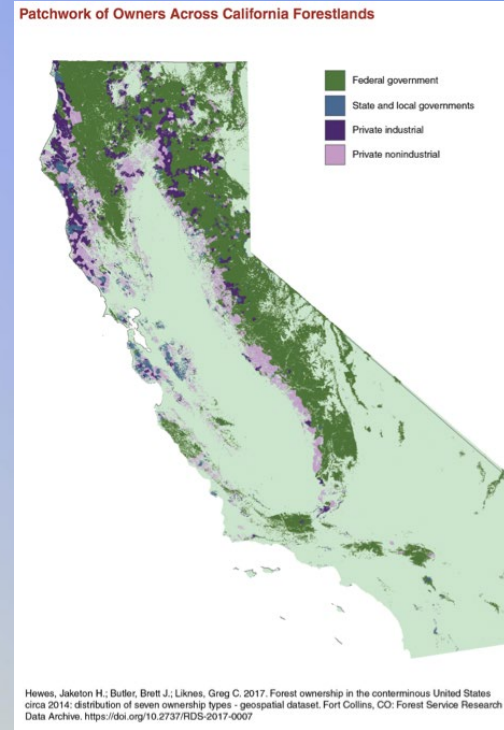 Patchwork of Owners Across California Forestlands
Federal government
State and local governments
Private industrial
Private nonindustrial
Hewes, Jaketon H.; Butler, Brett J.; Liknes, Greg C. 2017. Forest ownership in the conterminous United States
circa 2014: distribution of seven ownership types - geospatial dataset. Fort Collins, CO: Forest Service Research
Data Archive. https://doi.org/10.2737/RDS-2017-0007